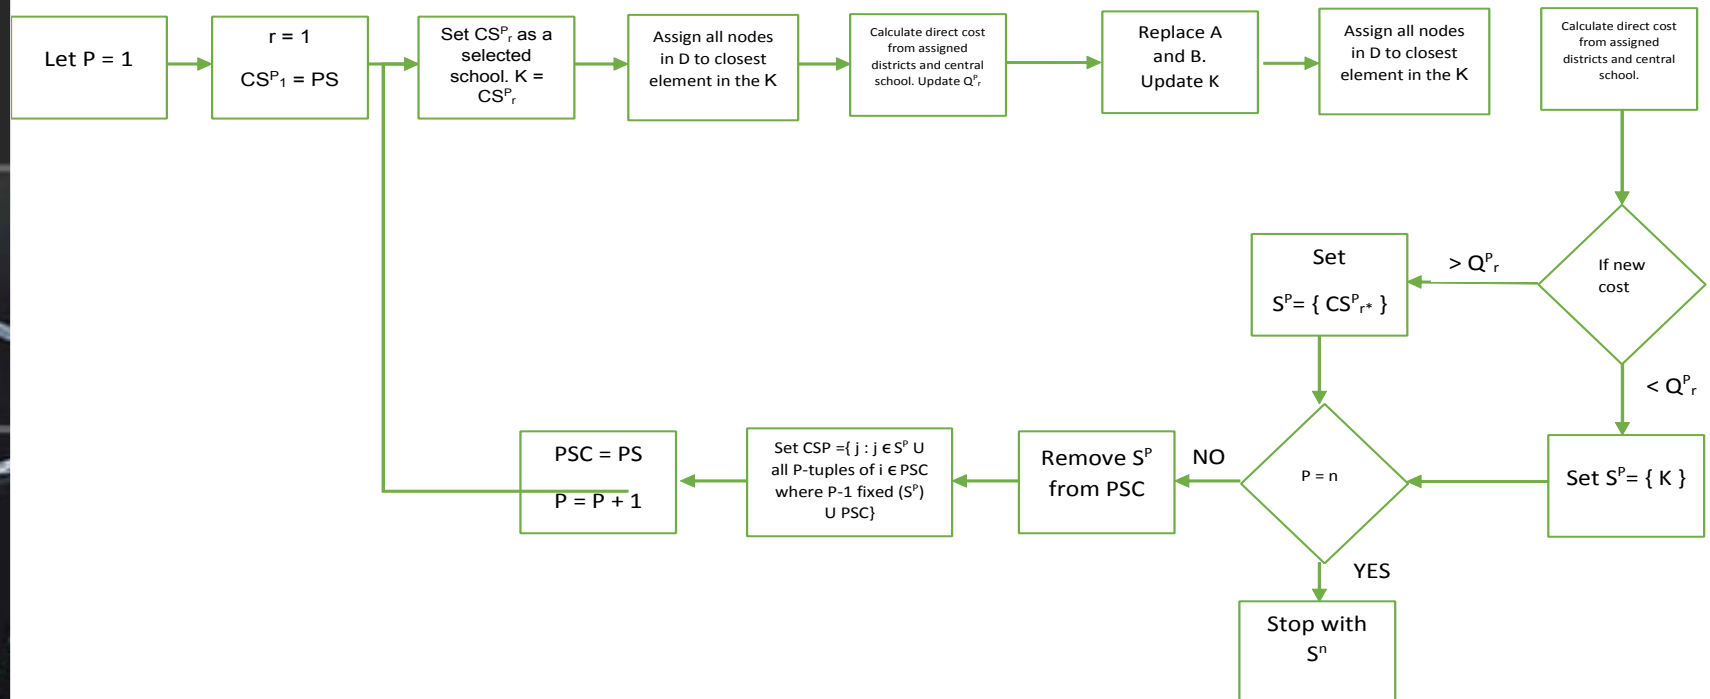 Let P = 1
r = 1
CSᴾ₁ = PS
Set CSᴾᵣ as a
selected
school. K =
CSᴾᵣ
Assign all nodes
in D to closest
element in the K
Calculate direct cost
from assigned
districts and central
school. Update Qᴾᵣ
Replace A
and B.
Update K
Assign all nodes
in D to closest
element in the K
Calculate direct cost
from assigned
districts and central
school.
If new
cost
> Qᴾᵣ
< Qᴾᵣ
Set
Sᴾ= { CSᴾᵣ* }
Set Sᴾ= { K }
P = n
NO
YES
Remove Sᴾ
from PSC
Set CSP ={ j : j ϵ Sᴾ U
all P-tuples of i ϵ PSC
where P-1 fixed (Sᴾ)
U PSC}
PSC = PS
P = P + 1
Stop with
Sⁿ